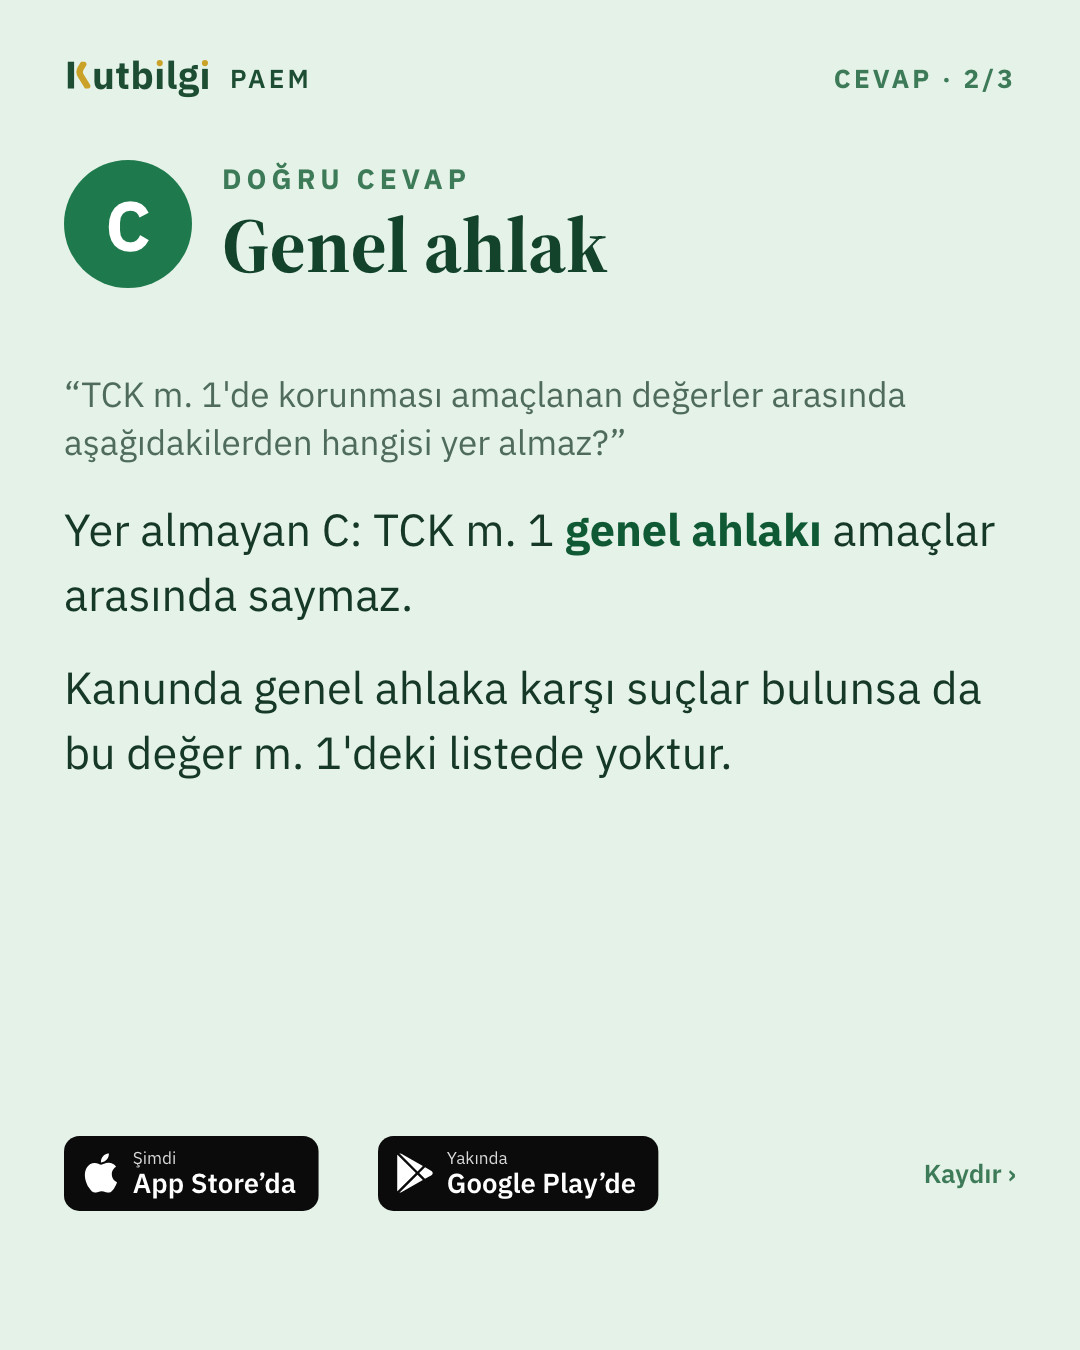 Kutbilgi PAEM
CEVAP · 2/3
C
DOĞRU CEVAP
Genel ahlak
“TCK m. 1'de korunması amaçlanan değerler arasında
aşağıdakilerden hangisi yer almaz?”
Yer almayan C: TCK m. 1 genel ahlakı amaçlar
arasında saymaz.
Kanunda genel ahlaka karşı suçlar bulunsa da
bu değer m. 1'deki listede yoktur.
Şimdi
App Store’da
Yakında
Google Play’de
Kaydır ›